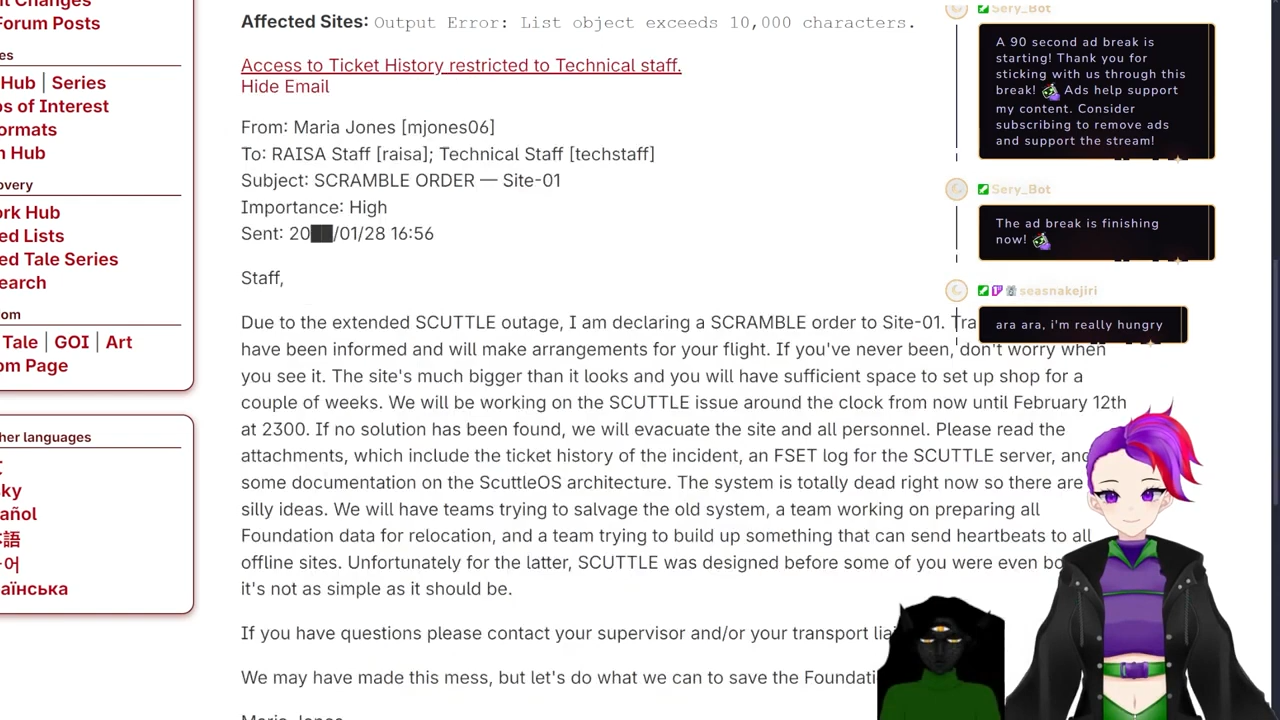 t Changes
Forum Posts
es
Hub | Series
ps of Interest
ormats
n Hub
overy
ork Hub
ed Lists
ed Tale Series
earch
om
Tale | GOI | Art
om Page
her languages
sky
añol
本語
어
аїнська
Affected Sites: Output Error: List object exceeds 10,000 characters.
Access to Ticket History restricted to Technical staff.
Hide Email
From: Maria Jones [mjones06]
To: RAISA Staff [raisa]; Technical Staff [techstaff]
Subject: SCRAMBLE ORDER — Site-01
Importance: High
Sent: 20██/01/28 16:56
Staff,
Due to the extended SCUTTLE outage, I am declaring a SCRAMBLE order to Site-01. Tra
have been informed and will make arrangements for your flight. If you've never been, don't worry when
you see it. The site's much bigger than it looks and you will have sufficient space to set up shop for a
couple of weeks. We will be working on the SCUTTLE issue around the clock from now until February 12th
at 2300. If no solution has been found, we will evacuate the site and all personnel. Please read the
attachments, which include the ticket history of the incident, an FSET log for the SCUTTLE server, and
some documentation on the ScuttleOS architecture. The system is totally dead right now so there are
silly ideas. We will have teams trying to salvage the old system, a team working on preparing all
Foundation data for relocation, and a team trying to build up something that can send heartbeats to all
offline sites. Unfortunately for the latter, SCUTTLE was designed before some of you were even bo
it's not as simple as it should be.
If you have questions please contact your supervisor and/or your transport liai
We may have made this mess, but let's do what we can to save the Foundati
Maria Jones
Sery_Bot
A 90 second ad break is
starting! Thank you for
sticking with us through this
break! Ads help support
my content. Consider
subscribing to remove ads
and support the stream!
Sery_Bot
The ad break is finishing
now!
seasnakejiri
ara ara, i'm really hungry